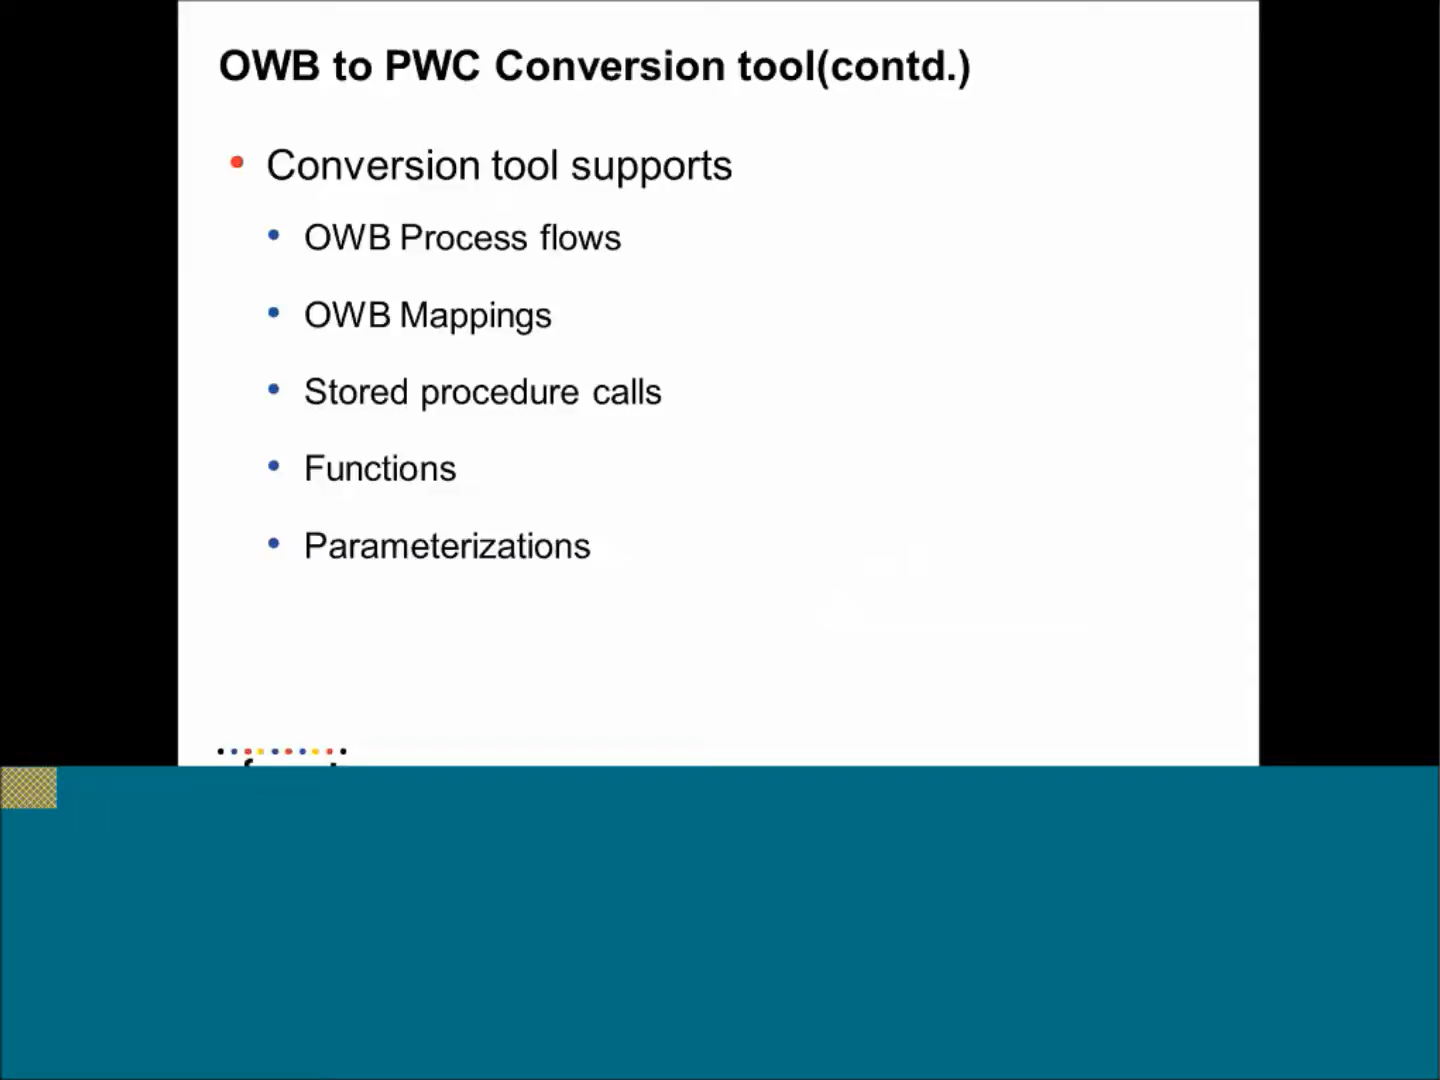 OWB to PWC Conversion tool(contd.)
Conversion tool supports
OWB Process flows
OWB Mappings
Stored procedure calls
Functions
Parameterizations